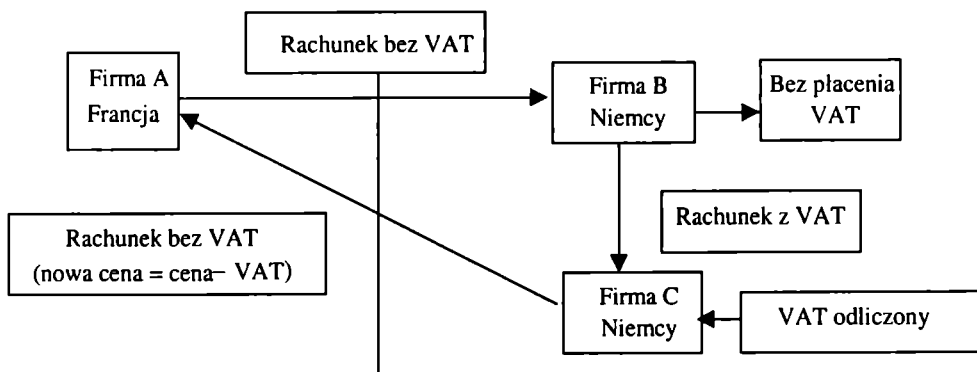 Rachunek bez VAT
Firma A
Francja
Firma B
Niemcy
Bez płacenia
VAT
Rachunek z VAT
Rachunek bez VAT
(nowa cena = cena– VAT)
Firma C
Niemcy
VAT odliczony